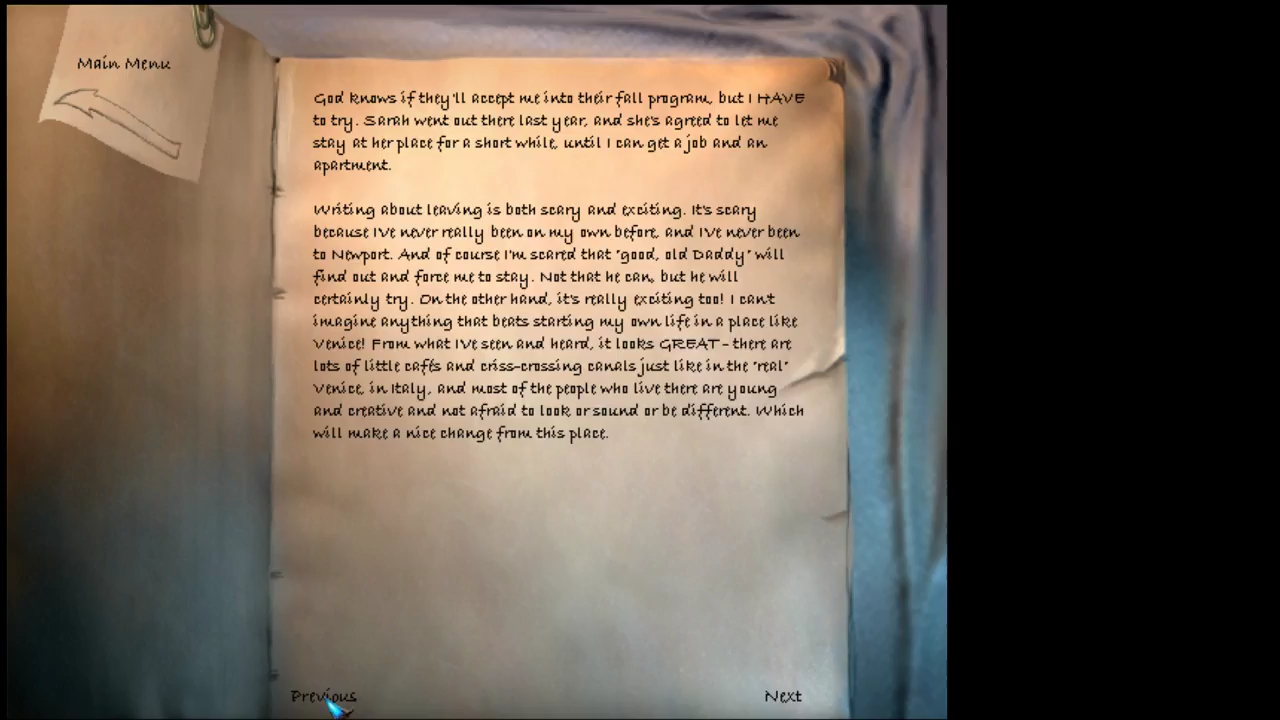 Main Menu
God knows if they'll accept me into their fall program, but I HAVE
to try. Sarah went out there last year, and she's agreed to let me
stay at her place for a short while, until I can get a job and an
apartment.
Writing about leaving is both scary and exciting. It's scary
because I've never really been on my own before, and I've never been
to Newport. And of course I'm scared that "good, old Daddy" will
find out and force me to stay. Not that he can, but he will
certainly try. On the other hand, it's really exciting too! I can't
imagine anything that beats starting my own life in a place like
Venice! From what I've seen and heard, it looks GREAT - there are
lots of little cafés and criss-crossing canals just like in the "real"
Venice, in Italy, and most of the people who live there are young
and creative and not afraid to look or sound or be different. Which
will make a nice change from this place.
Previous
Next